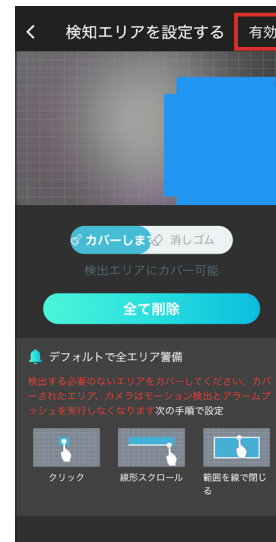 検知エリアを設定する 有効
カバーしま
消しゴム
検出エリアにカバー可能
全て削除
デフォルトで全エリア警備
検出する必要のないエリアをカバーしてください、カバ
ーされたエリア、カメラはモーション検出とアラームプ
ッシュを実行しなくなります次の手順で設定
クリック
線形スクロール
範囲を線で閉じ
る